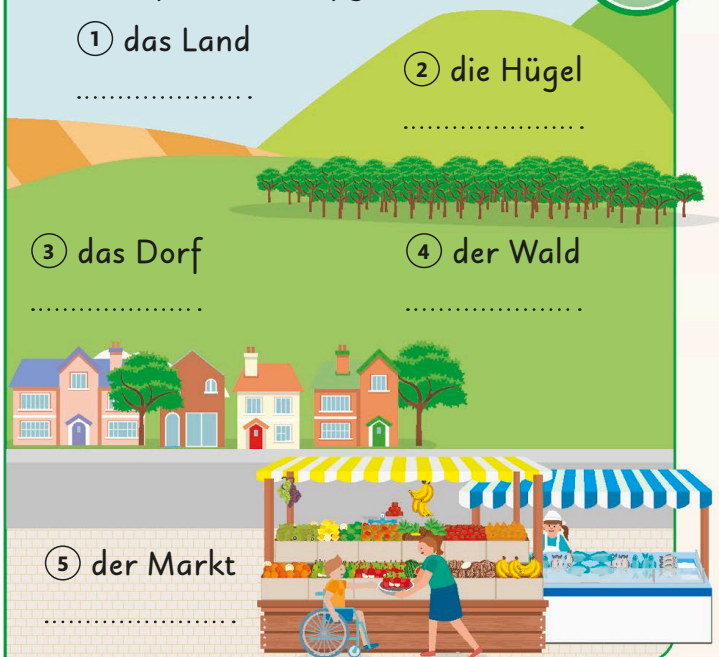 1 das Land
2 die Hügel
3 das Dorf
4 der Wald
5 der Markt